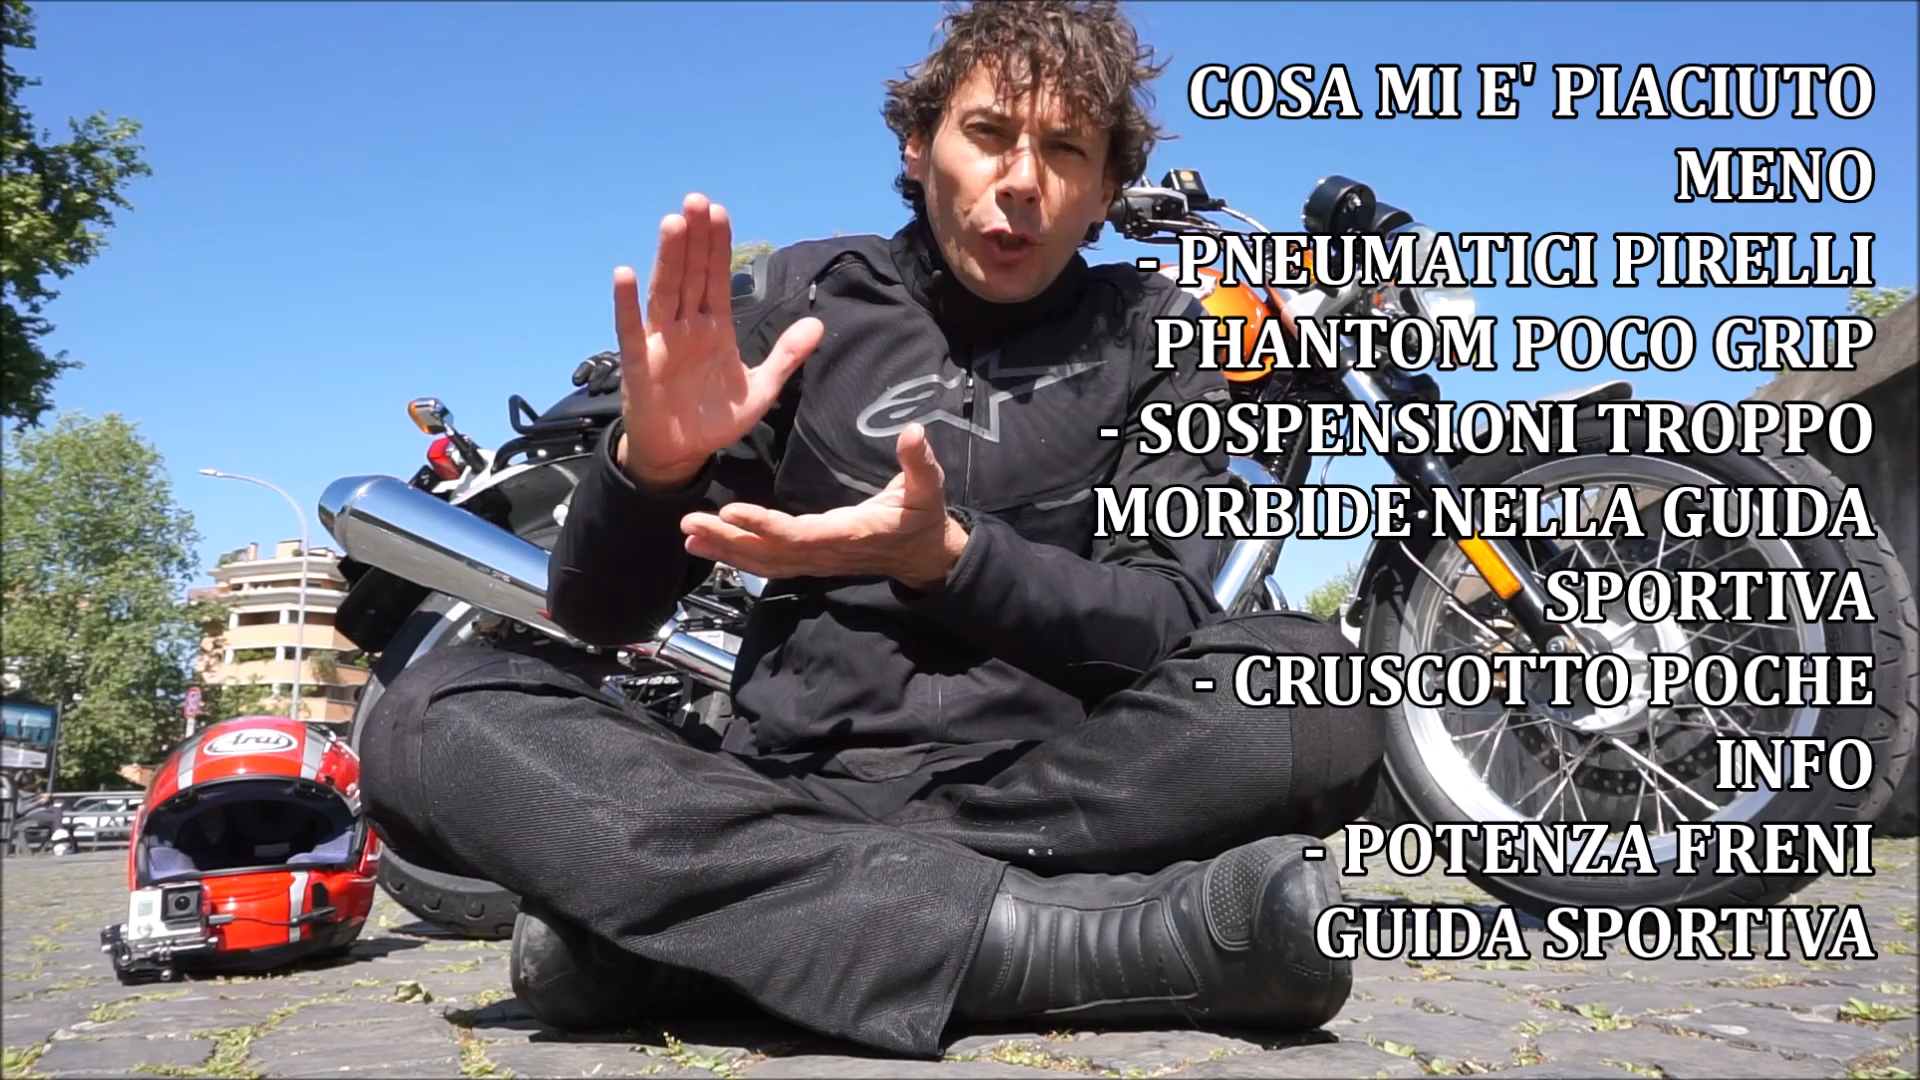 COSA MI E' PIACIUTO
MENO
- PNEUMATICI PIRELLI
PHANTOM POCO GRIP
- SOSPENSIONI TROPPO
MORBIDE NELLA GUIDA
SPORTIVA
- CRUSCOTTO POCHE
INFO
- POTENZA FRENI
GUIDA SPORTIVA
Arai